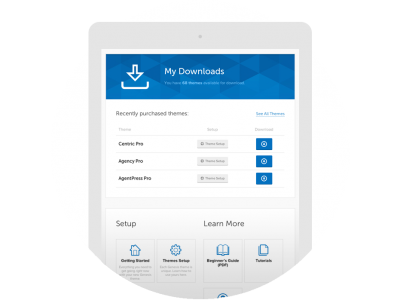 My Downloads
You have 58 themes available for download.
Recently purchased themes:
See All Themes
Theme Setup Download
Centric Pro Theme Setup
Agency Pro Theme Setup
AgentPress Pro Theme Setup
Setup
Learn More
Getting Started
Themes Setup
Beginner's Guide
(PDF)
Tutorials